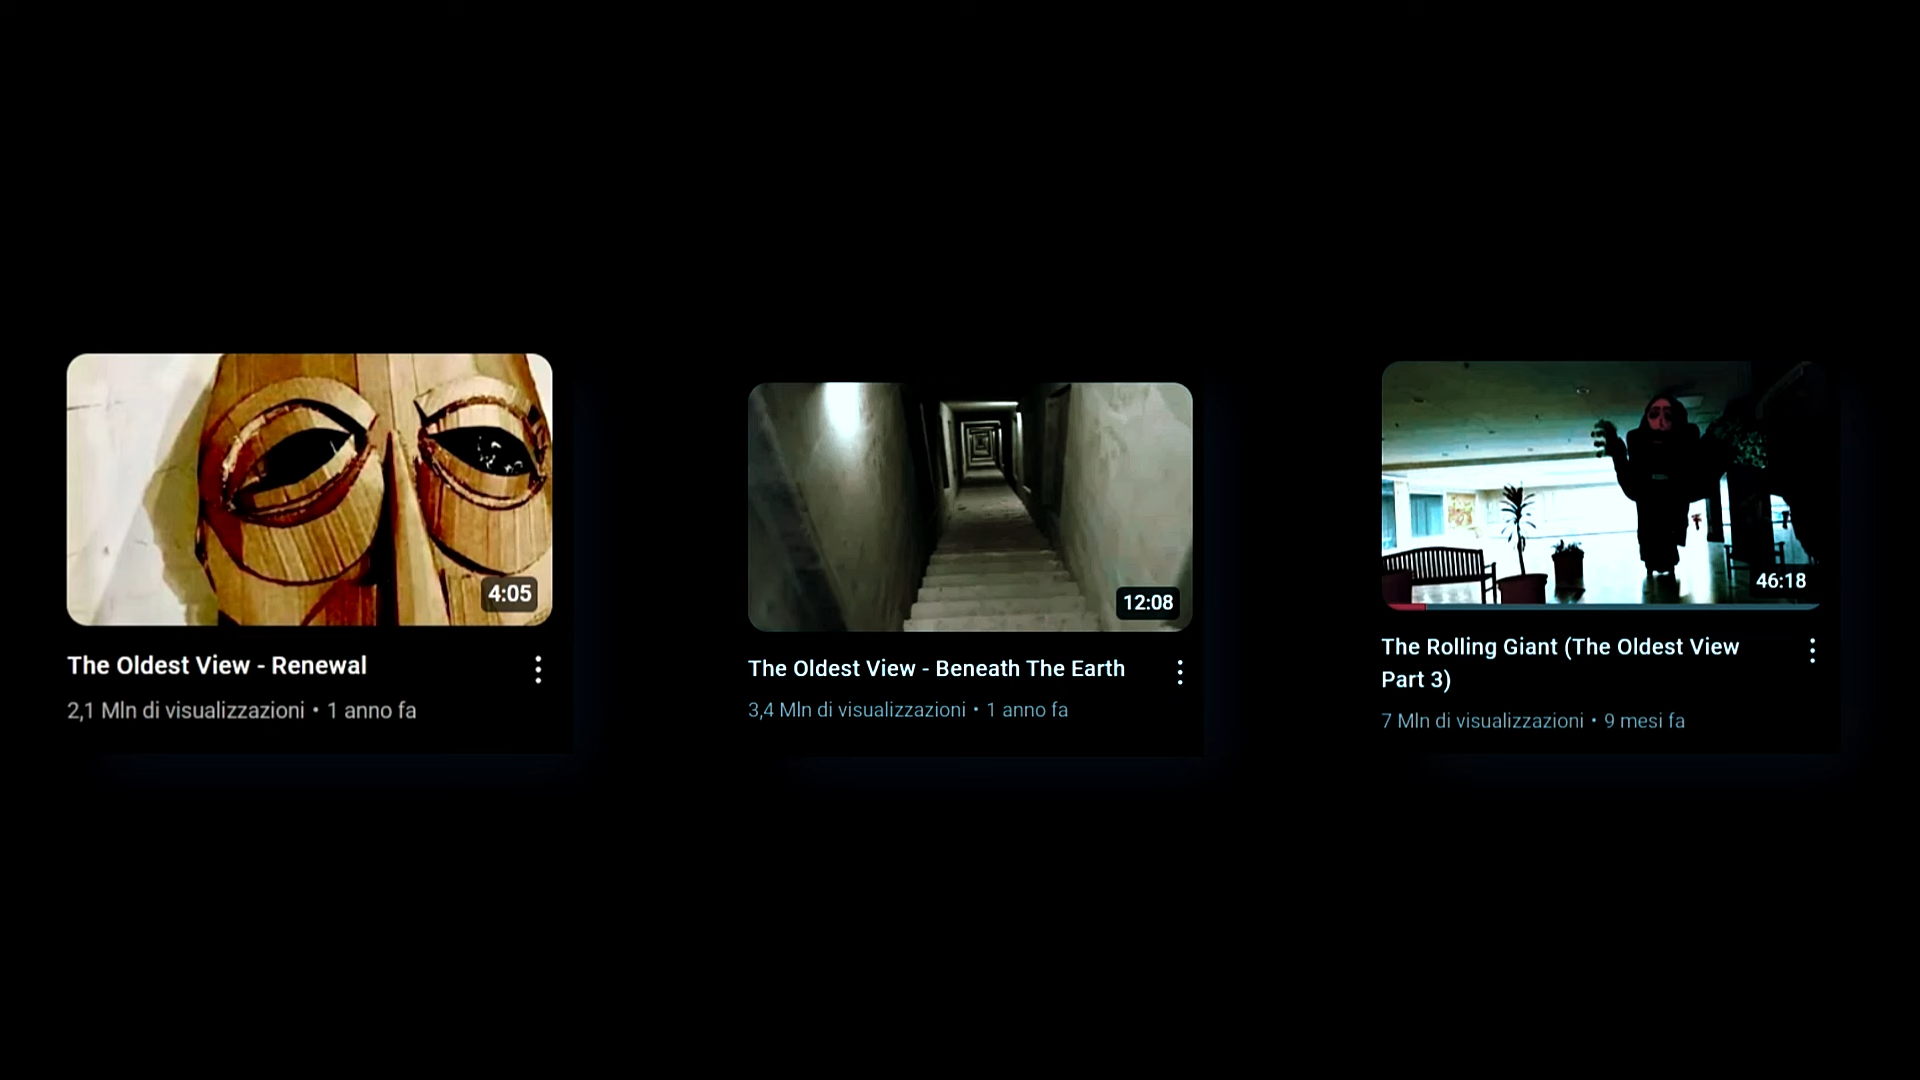 4:05
The Oldest View - Renewal
2,1 Mln di visualizzazioni • 1 anno fa
12:08
The Oldest View - Beneath The Earth
3,4 Mln di visualizzazioni • 1 anno fa
46:18
The Rolling Giant (The Oldest View
Part 3)
7 Mln di visualizzazioni • 9 mesi fa